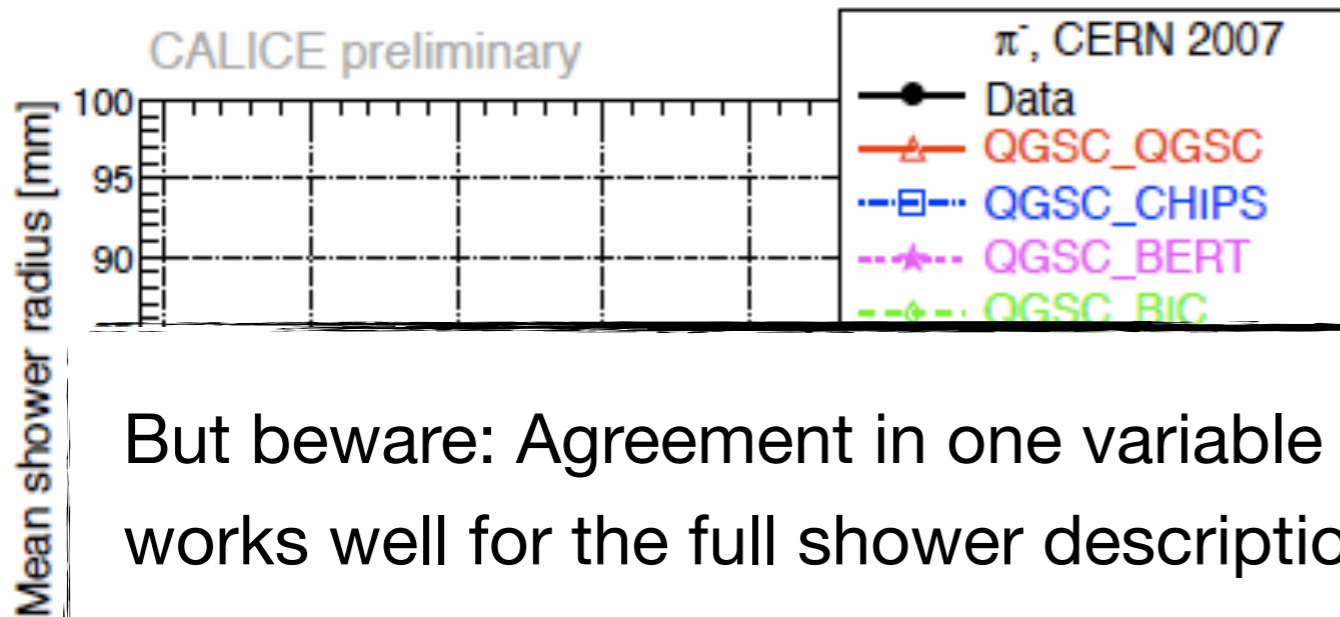 CALICE preliminary
π⁻, CERN 2007
Data
QGSC_QGSC
QGSC_CHIPS
QGSC_BERT
QGSC_BIC
100
95
90
Mean shower radius [mm]
But beware: Agreement in one variable
works well for the full shower descriptio